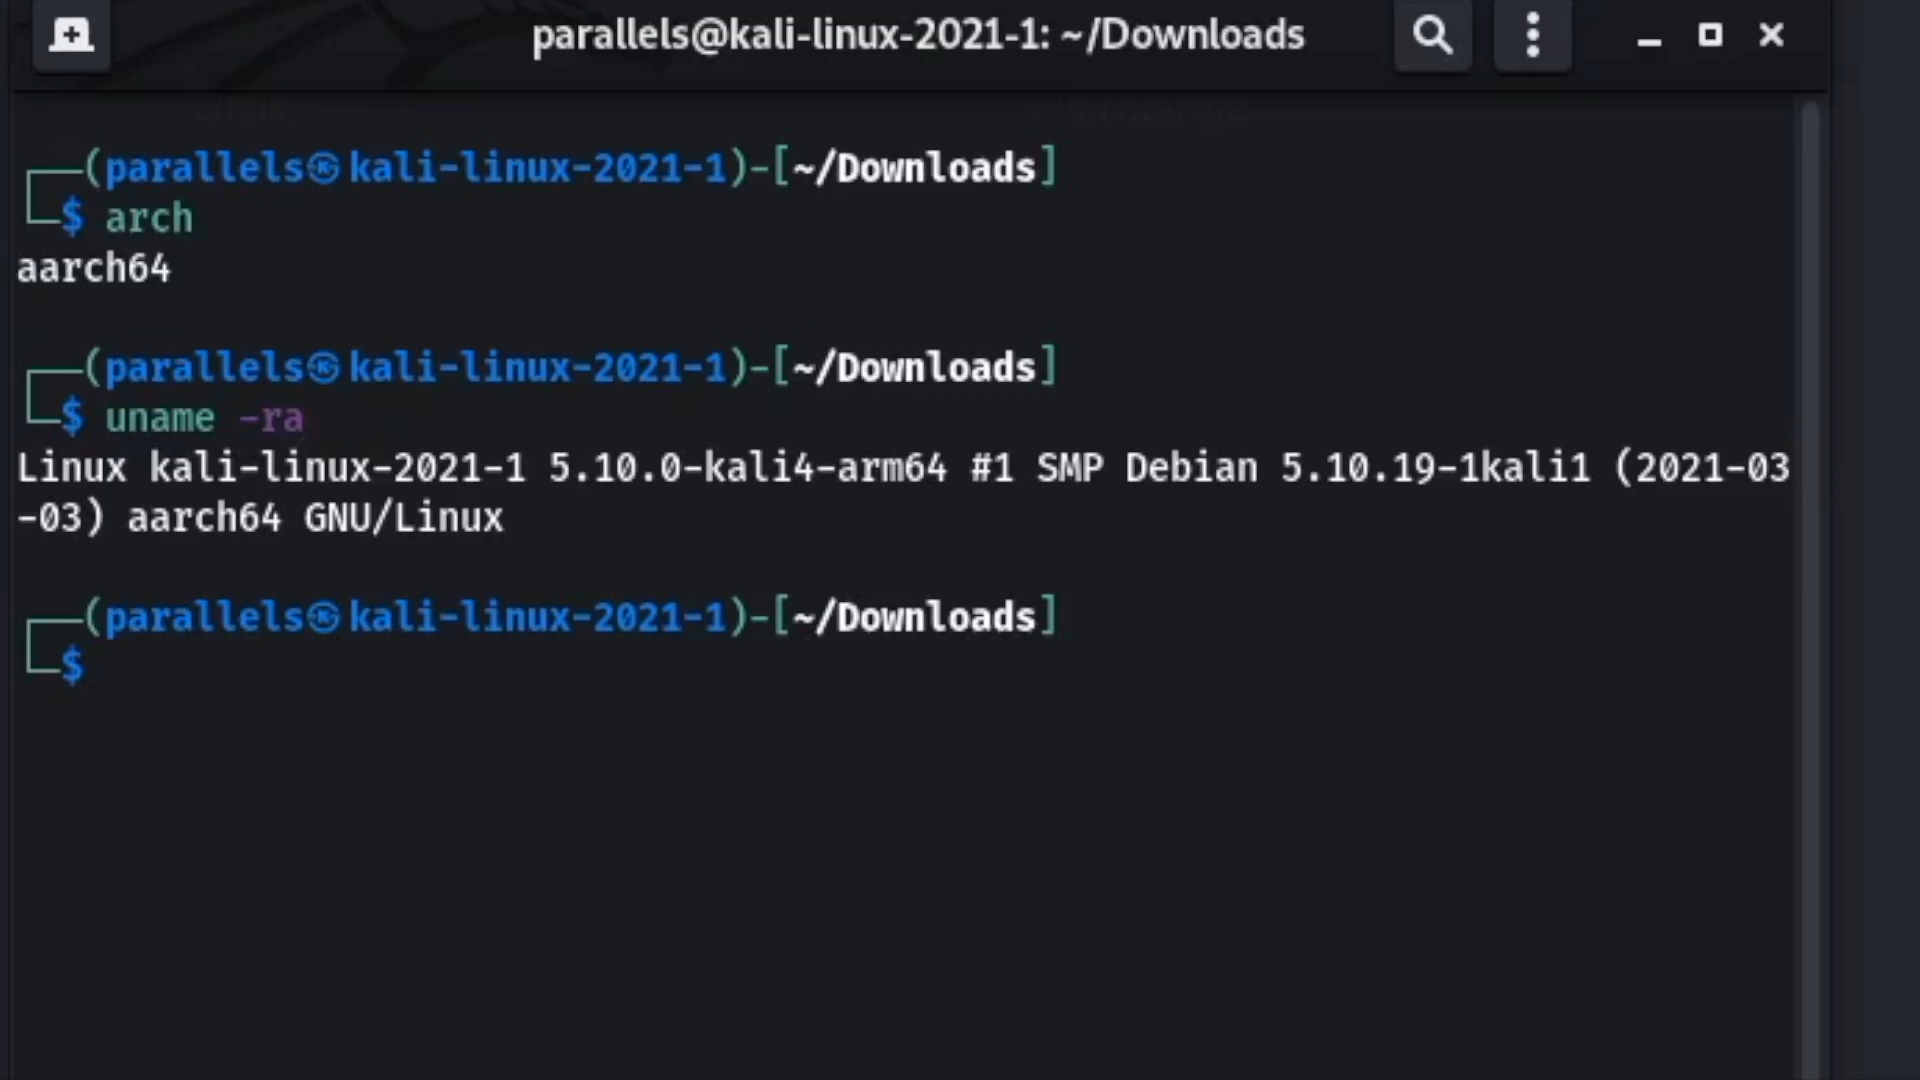 parallels@kali-linux-2021-1: ~/Downloads
┌──(parallels㉿kali-linux-2021-1)-[~/Downloads]
└─$ arch
aarch64
┌──(parallels㉿kali-linux-2021-1)-[~/Downloads]
└─$ uname -ra
Linux kali-linux-2021-1 5.10.0-kali4-arm64 #1 SMP Debian 5.10.19-1kali1 (2021-03
-03) aarch64 GNU/Linux
┌──(parallels㉿kali-linux-2021-1)-[~/Downloads]
└─$